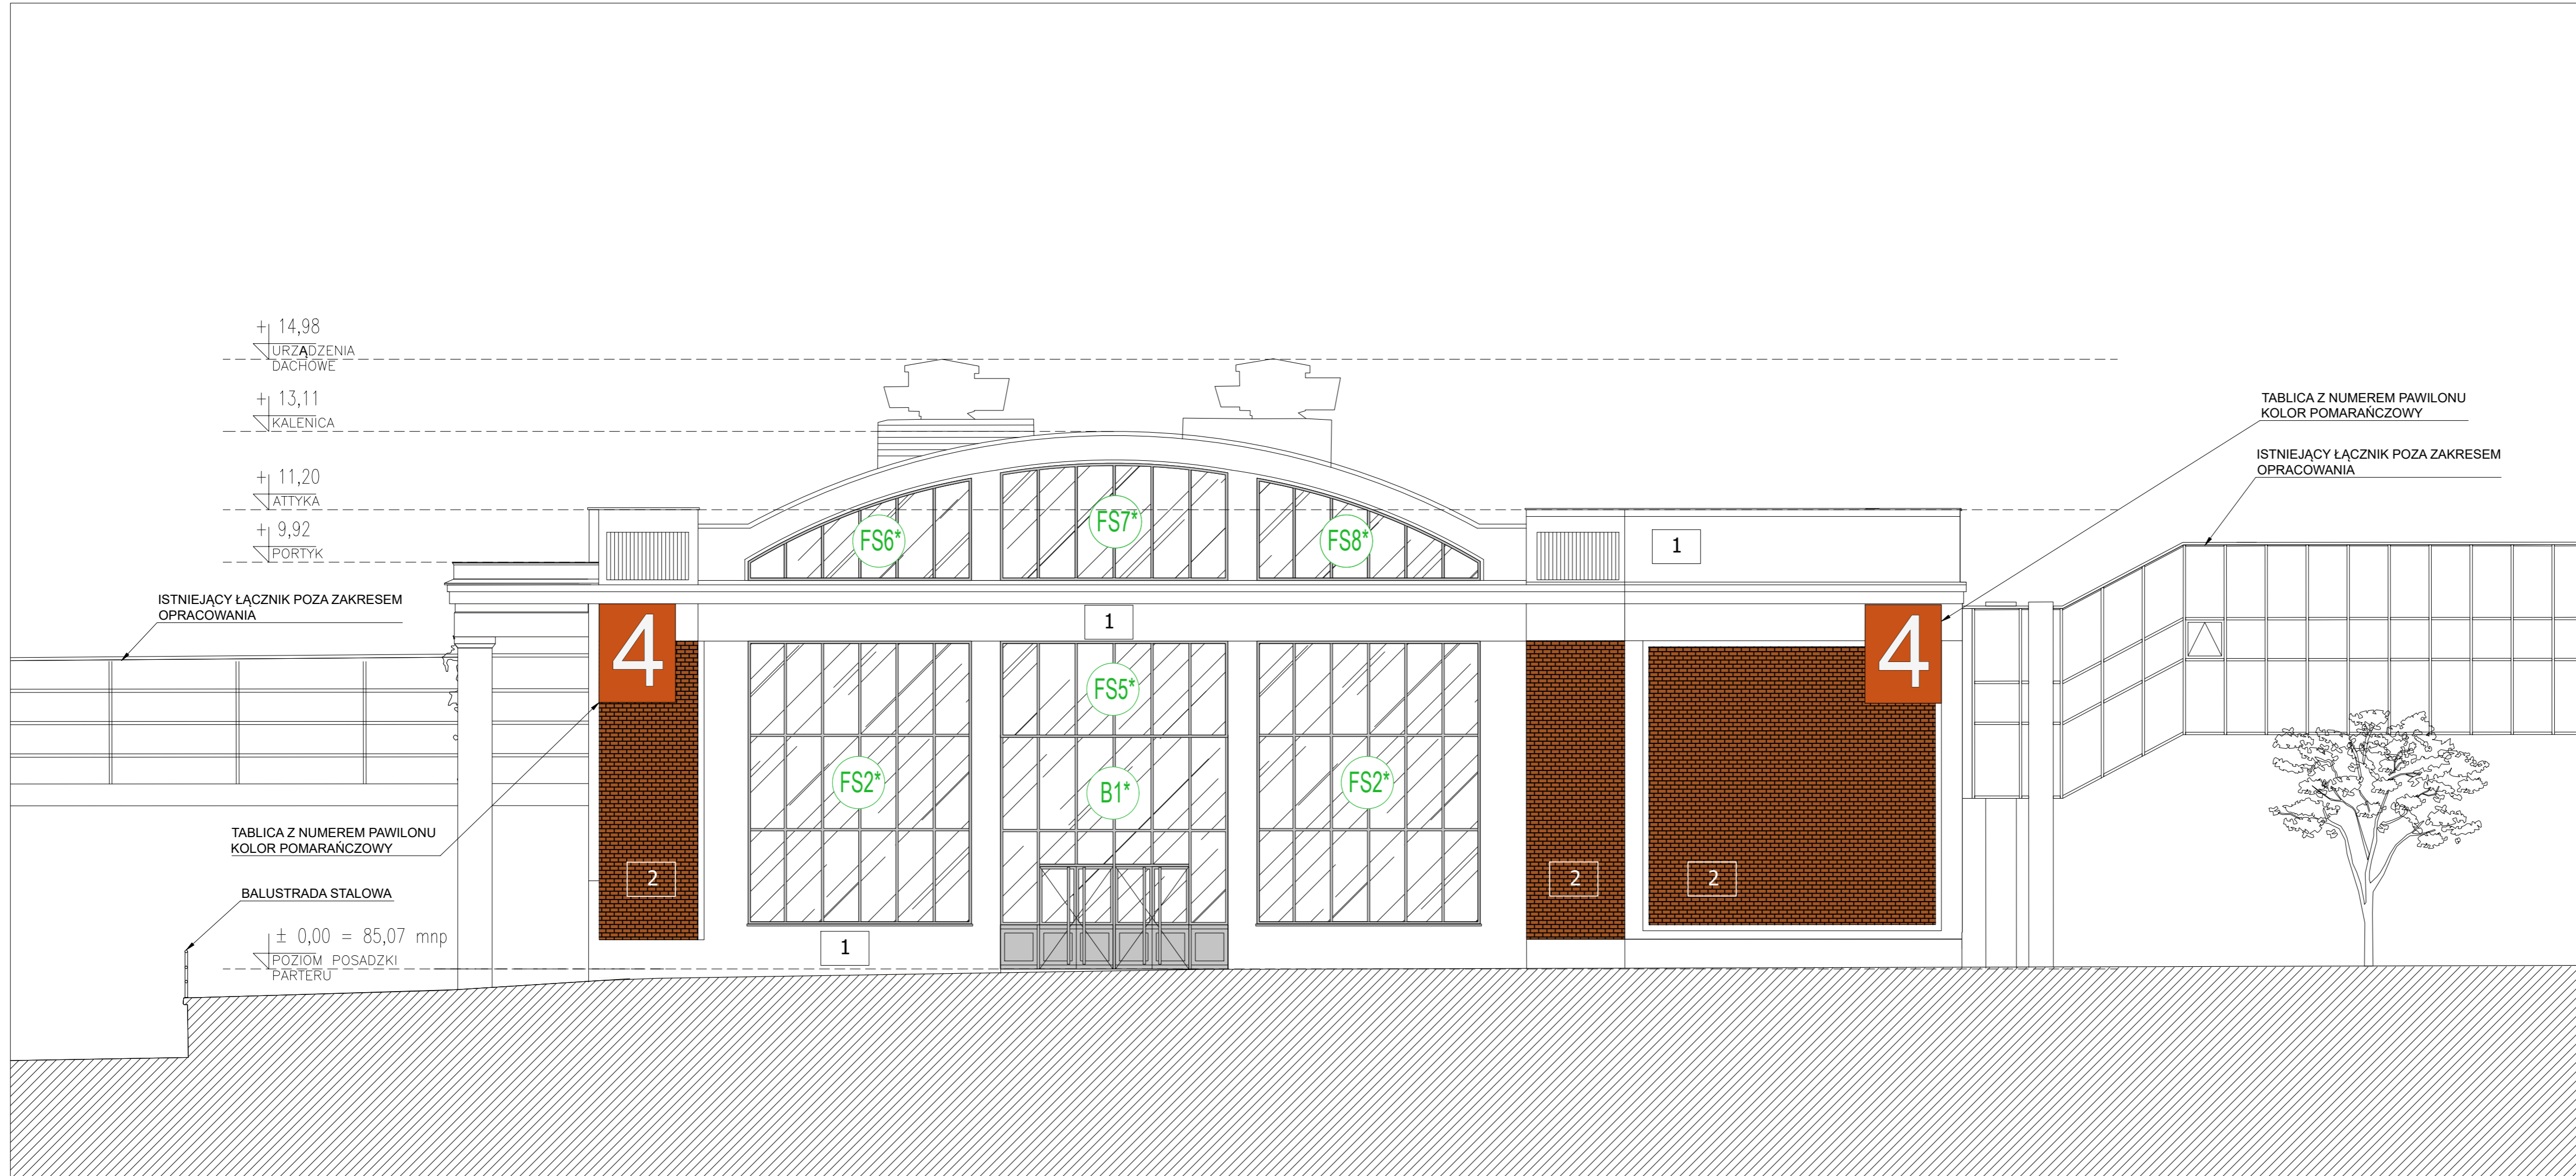 + 14,98
URZĄDZENIA
DACHOWE
+ 13,11
KALENICA
+ 11,20
ATTYKA
+ 9,92
PORTYK
TABLICA Z NUMEREM PAWILONU
KOLOR POMARAŃCZOWY
ISTNIEJĄCY ŁĄCZNIK POZA ZAKRESEM
OPRACOWANIA
FS6*
FS7*
FS8*
1
ISTNIEJĄCY ŁĄCZNIK POZA ZAKRESEM
OPRACOWANIA
4
1
4
FS5*
FS2*
B1*
FS2*
TABLICA Z NUMEREM PAWILONU
KOLOR POMARAŃCZOWY
2
2
2
BALUSTRADA STALOWA
1
± 0,00 = 85,07 mnp
POZIOM POSADZKI
PARTERU